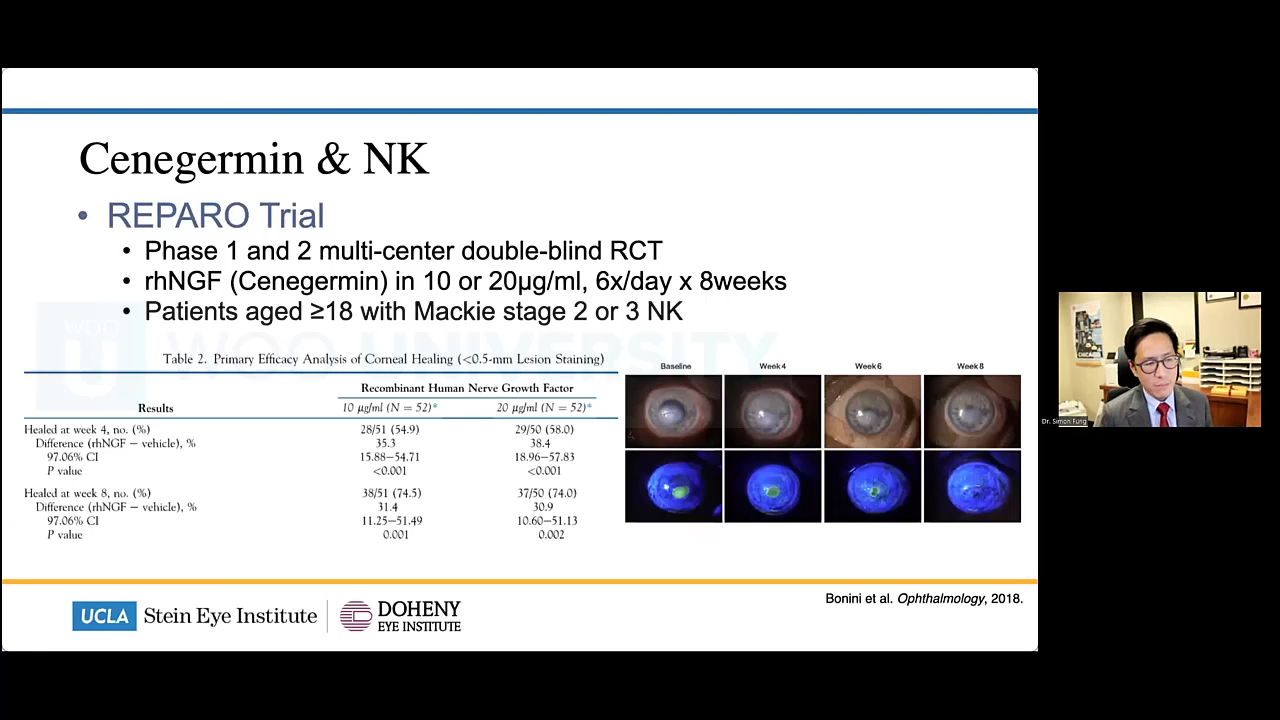 Cenegermin & NK
• REPARO Trial
• Phase 1 and 2 multi-center double-blind RCT
• rhNGF (Cenegermin) in 10 or 20μg/ml, 6x/day x 8weeks
• Patients aged ≥18 with Mackie stage 2 or 3 NK
WOO
U
WOO UNIVERSITY
Table 2. Primary Efficacy Analysis of Corneal Healing (<0.5-mm Lesion Staining)
Recombinant Human Nerve Growth Factor
Results 10 μg/ml (N = 52)* 20 μg/ml (N = 52)*
Healed at week 4, no. (%) 28/51 (54.9) 29/50 (58.0)
Difference (rhNGF − vehicle), % 35.3 38.4
97.06% CI 15.88–54.71 18.96–57.83
P value <0.001 <0.001
Healed at week 8, no. (%) 38/51 (74.5) 37/50 (74.0)
Difference (rhNGF − vehicle), % 31.4 30.9
97.06% CI 11.25–51.49 10.60–51.13
P value 0.001 0.002
Baseline Week 4 Week 6 Week 8
Dr. Simon Fung
Bonini et al. Ophthalmology, 2018.
UCLA Stein Eye Institute
DOHENY
EYE INSTITUTE